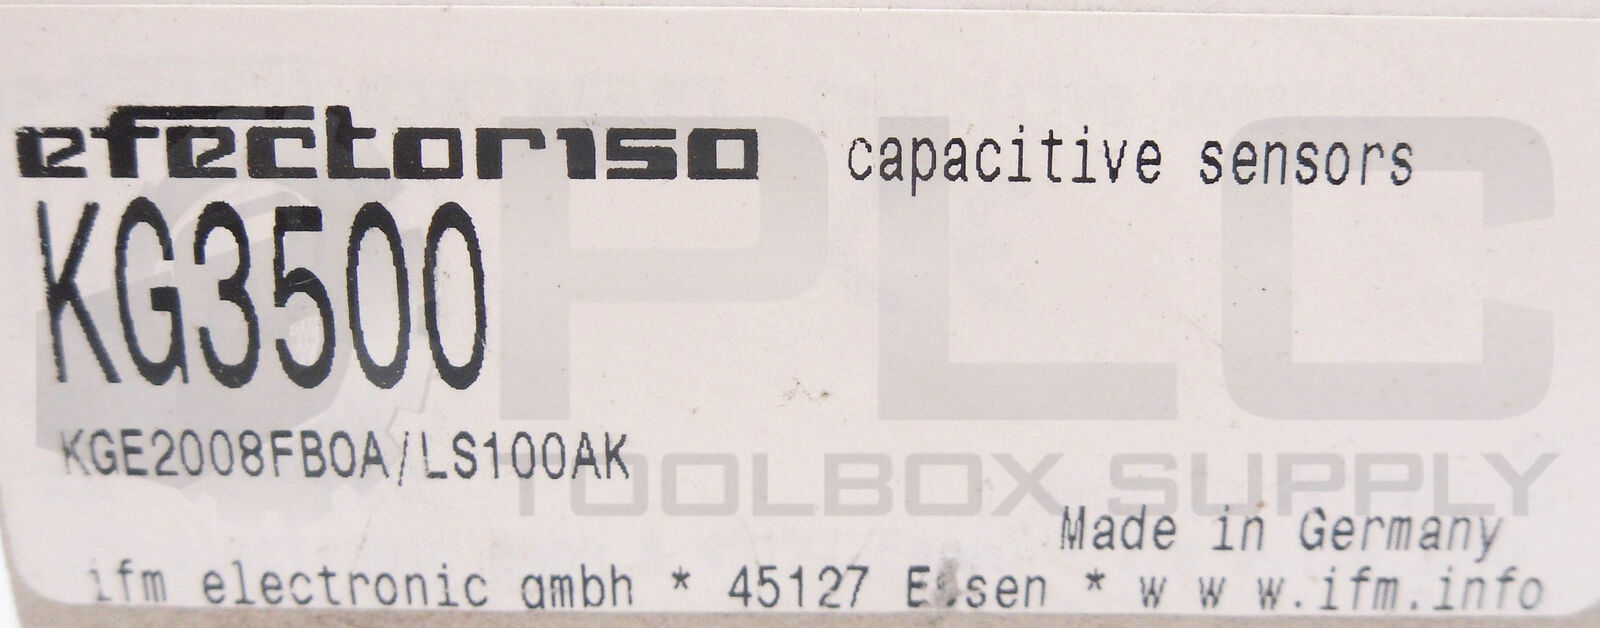 efector150 capacitive sensors
KG3500
KGE2008FBOA/LS100AK
PLC
TOOLBOX SUPPLY
Made in Germany
ifm electronic gmbh * 45127 Essen * w w w.ifm.info